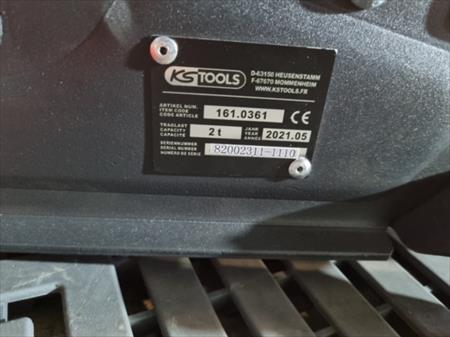 KS TOOLS
D-63150 HEUSENSTAMM
F-67670 MOMMENHEIM
WWW.KSTOOLS.FR
ARTIKEL NUM.
ITEM CODE
CODE ARTICLE
161.0361
CE
TRAGLAST
CAPACITY
CAPACITE
2 t
JAHR
YEAR
ANNEE
2021.05
SERIENNUMMER
SERIAL NUMBER
NUMERO DE SERIE
82002311-1110